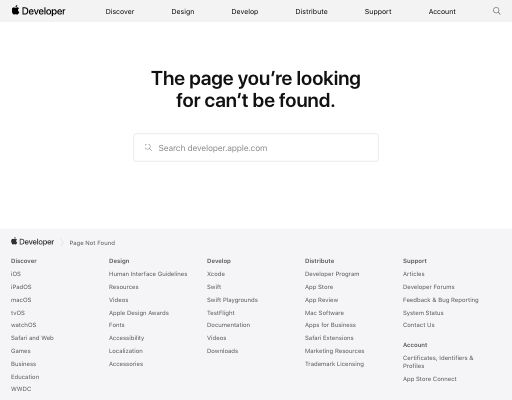 Developer
Discover
Design
Develop
Distribute
Support
Account
The page you’re looking
for can’t be found.
Search developer.apple.com
Developer
Page Not Found
Discover
iOS
iPadOS
macOS
tvOS
watchOS
Safari and Web
Games
Business
Education
WWDC
Design
Human Interface Guidelines
Resources
Videos
Apple Design Awards
Fonts
Accessibility
Localization
Accessories
Develop
Xcode
Swift
Swift Playgrounds
TestFlight
Documentation
Videos
Downloads
Distribute
Developer Program
App Store
App Review
Mac Software
Apps for Business
Safari Extensions
Marketing Resources
Trademark Licensing
Support
Articles
Developer Forums
Feedback & Bug Reporting
System Status
Contact Us
Account
Certificates, Identifiers &
Profiles
App Store Connect